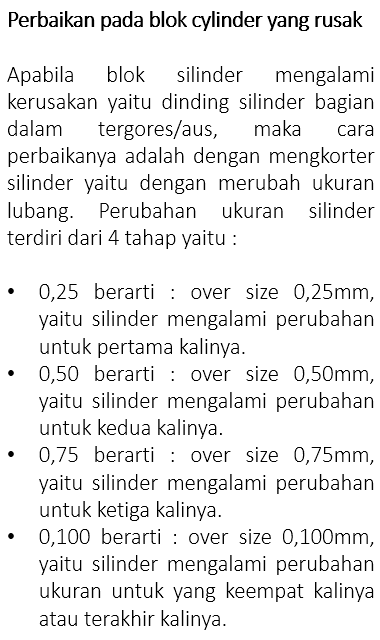 Perbaikan pada blok cylinder yang rusak
Apabila blok silinder mengalami
kerusakan yaitu dinding silinder bagian
dalam tergores/aus, maka cara
perbaikanya adalah dengan mengkorter
silinder yaitu dengan merubah ukuran
lubang. Perubahan ukuran silinder
terdiri dari 4 tahap yaitu :
• 0,25 berarti : over size 0,25mm,
yaitu silinder mengalami perubahan
untuk pertama kalinya.
• 0,50 berarti : over size 0,50mm,
yaitu silinder mengalami perubahan
untuk kedua kalinya.
• 0,75 berarti : over size 0,75mm,
yaitu silinder mengalami perubahan
untuk ketiga kalinya.
• 0,100 berarti : over size 0,100mm,
yaitu silinder mengalami perubahan
ukuran untuk yang keempat kalinya
atau terakhir kalinya.